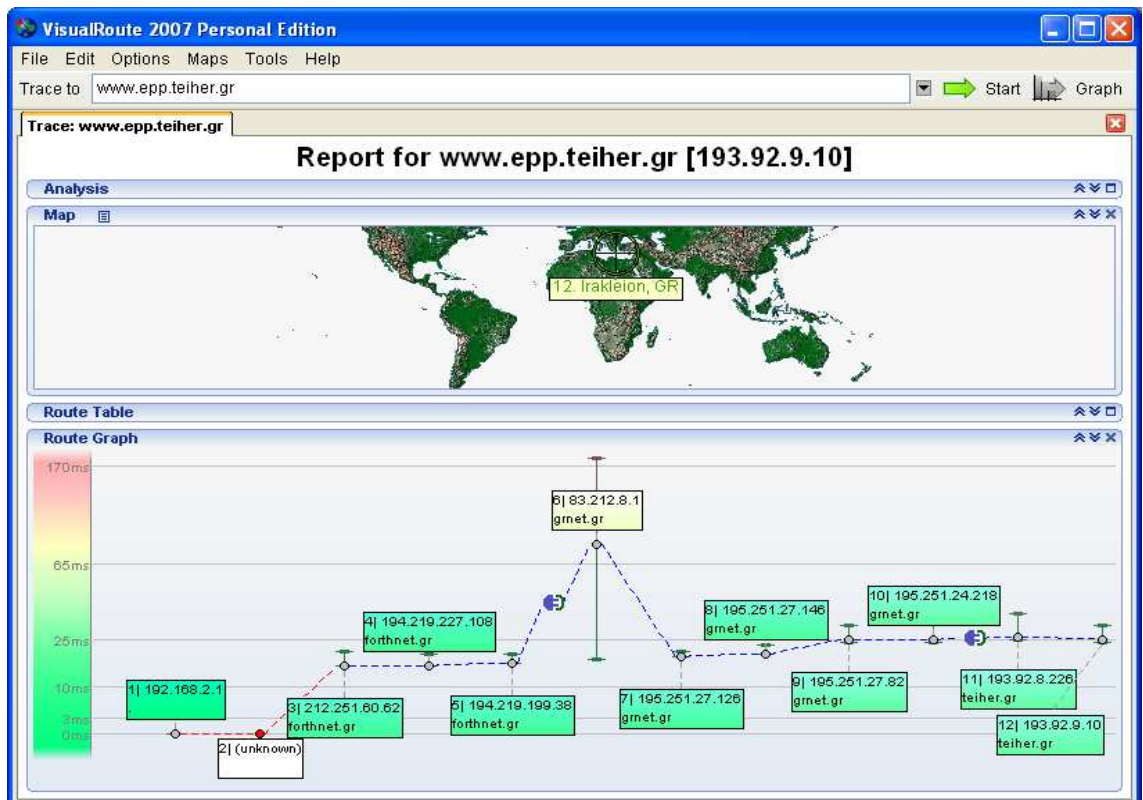 VisualRoute 2007 Personal Edition
File Edit Options Maps Tools Help
Trace to www.epp.teiher.gr Start Graph
Trace: www.epp.teiher.gr
Report for www.epp.teiher.gr [193.92.9.10]
Analysis
Map
12. Irakleion, GR
Route Table
Route Graph
170ms
65ms
25ms
10ms
3ms
0ms
1| 192.168.2.1
.
2| (unknown)
3| 212.251.60.62
forthnet.gr
4| 194.219.227.108
forthnet.gr
5| 194.219.199.38
forthnet.gr
6| 83.212.8.1
grnet.gr
7| 195.251.27.126
grnet.gr
8| 195.251.27.146
grnet.gr
9| 195.251.27.82
grnet.gr
10| 195.251.24.218
grnet.gr
11| 193.92.8.226
teiher.gr
12| 193.92.9.10
teiher.gr